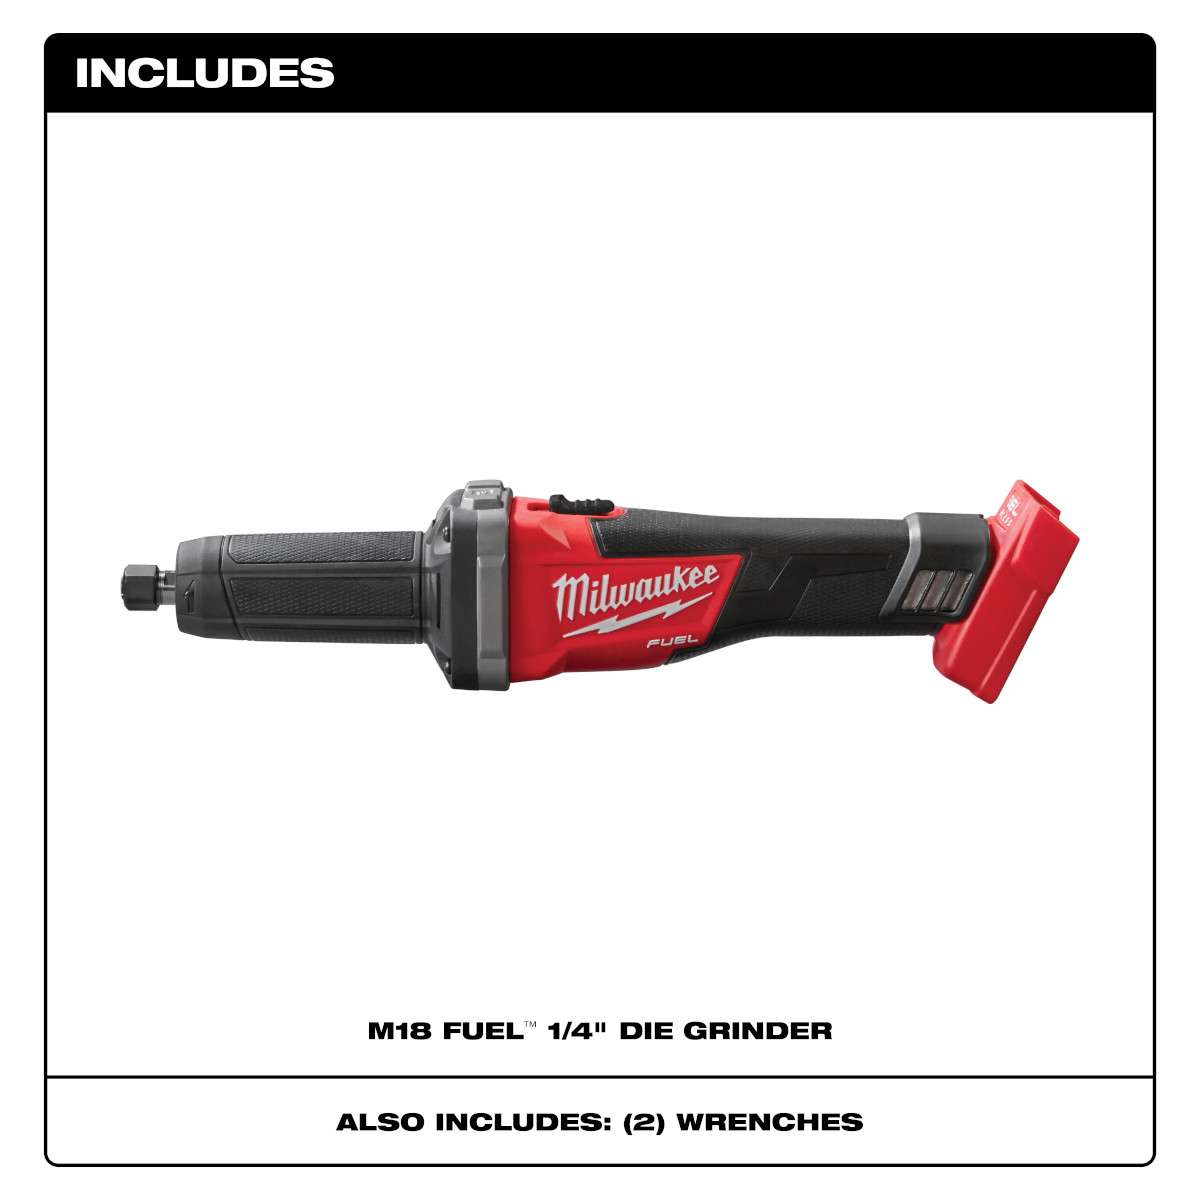 INCLUDES
Milwaukee
FUEL
M18 FUEL™ 1/4" DIE GRINDER
ALSO INCLUDES: (2) WRENCHES